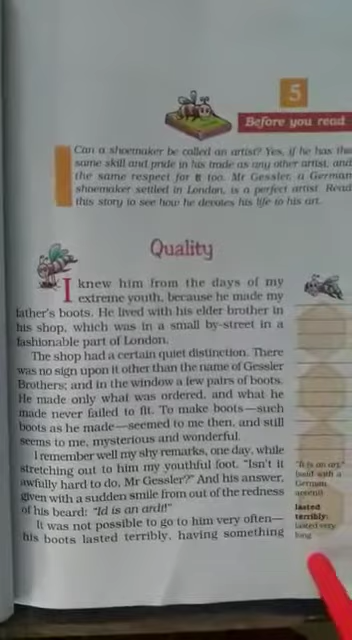 5
Before you read
Can a shoemaker be called an artist? Yes, if he has the
same skill and pride in his trade as any other artist, and
the same respect for it too. Mr Gessler, a German
shoemaker settled in London, is a perfect artist. Read
this story to see how he devotes his life to his art.
Quality
I knew him from the days of my
extreme youth, because he made my
father's boots. He lived with his elder brother in
his shop, which was in a small by-street in a
fashionable part of London.
The shop had a certain quiet distinction. There
was no sign upon it other than the name of Gessler
Brothers; and in the window a few pairs of boots.
He made only what was ordered, and what he
made never failed to fit. To make boots—such
boots as he made—seemed to me then, and still
seems to me, mysterious and wonderful.
I remember well my shy remarks, one day, while
stretching out to him my youthful foot. "Isn't it
awfully hard to do, Mr Gessler?" And his answer,
given with a sudden smile from out of the redness
of his beard: "Id is an ardt!"
It was not possible to go to him very often—
his boots lasted terribly, having something
"It is an art"
(said with a
German
accent)
lasted
terribly:
lasted very
long